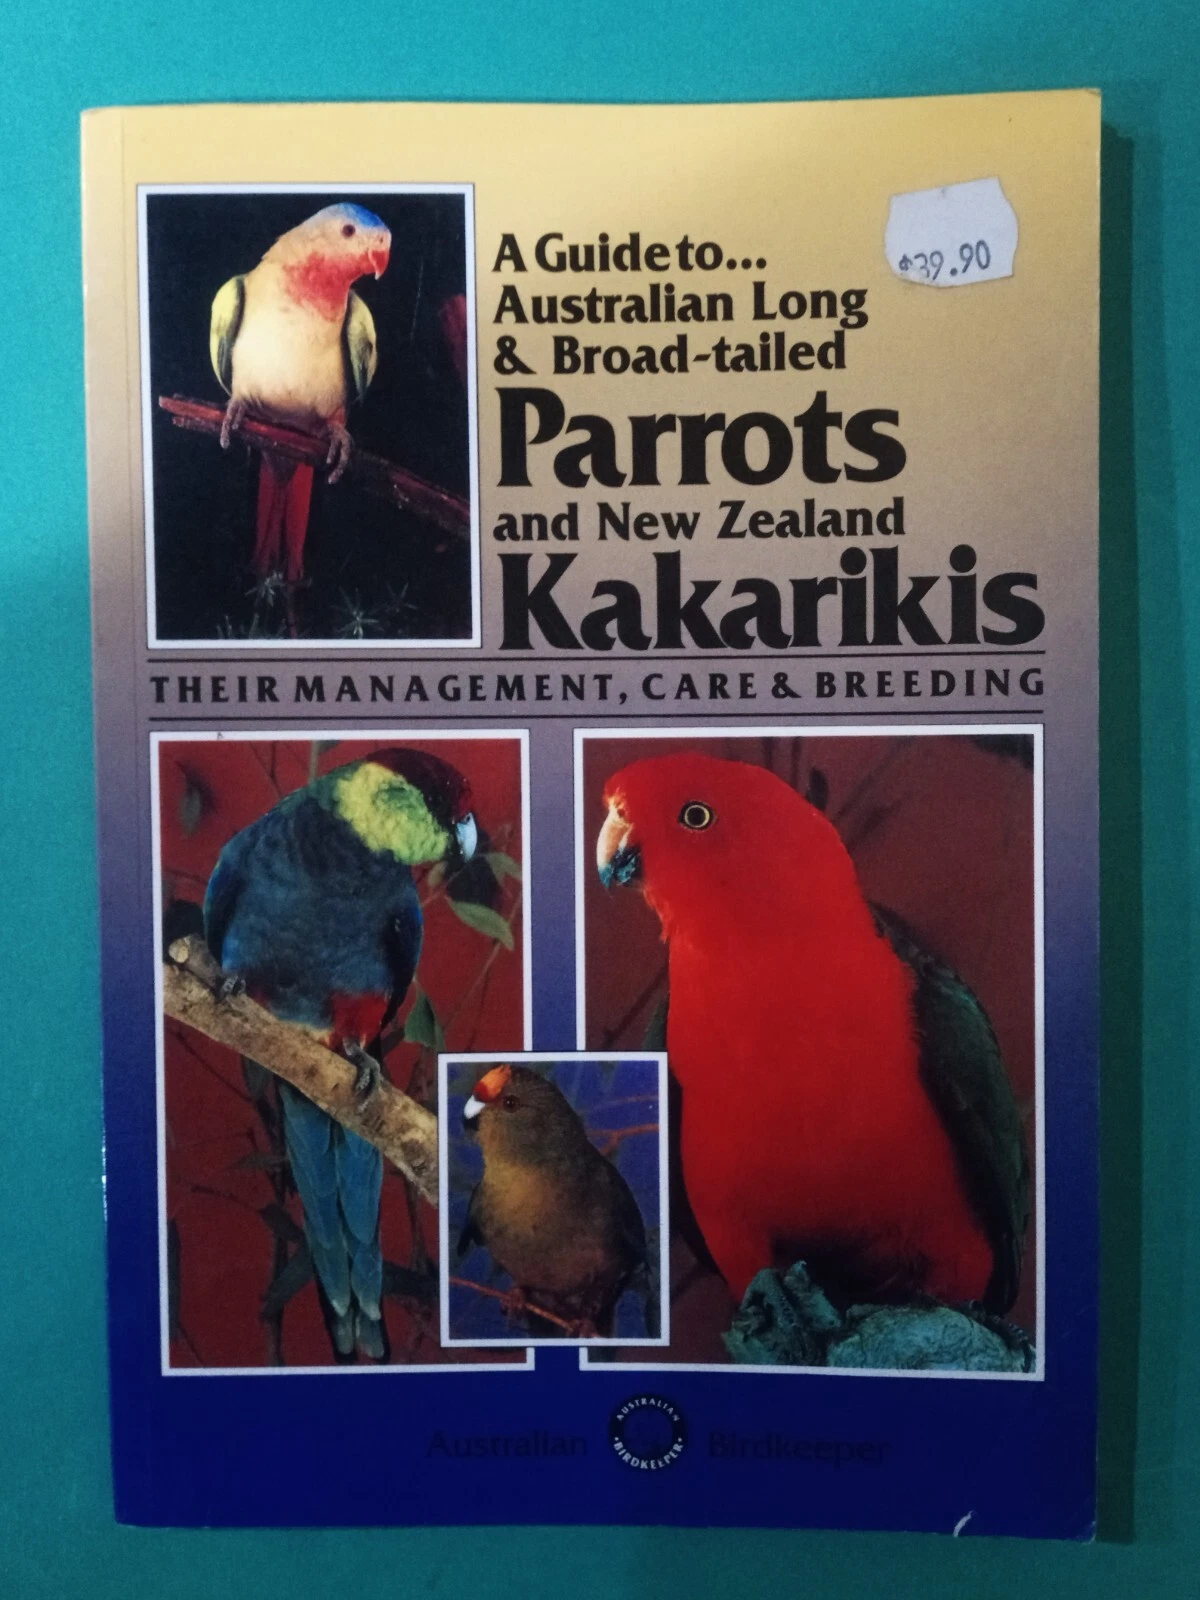 $39.90
A Guide to...
Australian Long
& Broad-tailed
Parrots
and New Zealand
Kakarikis
THEIR MANAGEMENT, CARE & BREEDING
Australian Birdkeeper
AUSTRALIAN
•BIRDKEEPER•